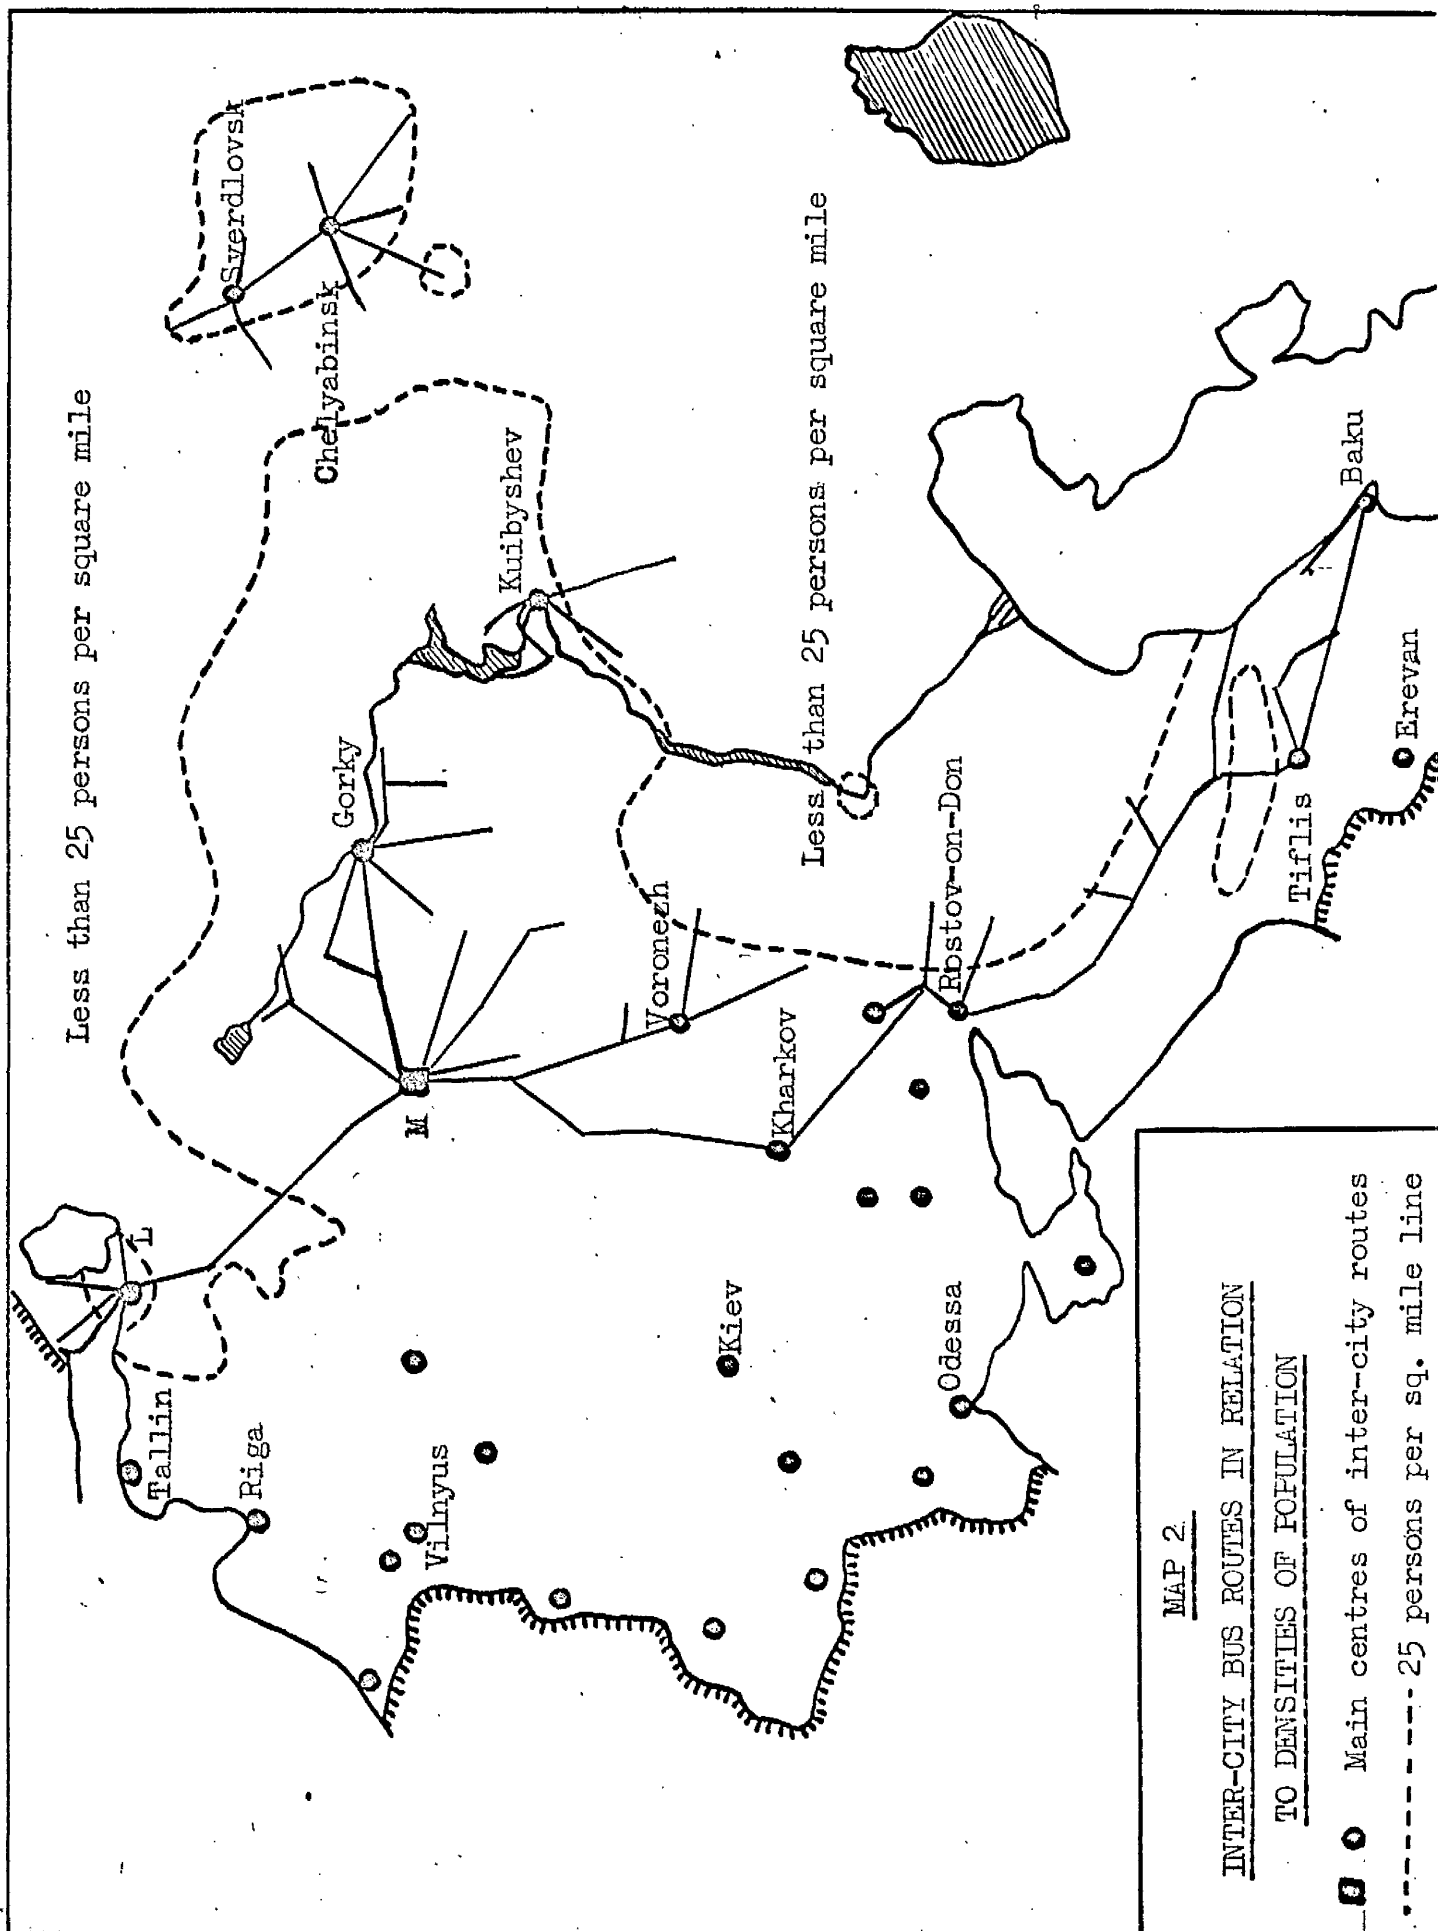 Less than 25 persons per square mile
Sverdlovsk
Chelyabinsk
L
Tallin
Riga
Gorky
M
Kuibyshev
Vilnyus
Voronezh
Kiev
Kharkov
Less than 25 persons per square mile
Rostov-on-Don
Odessa
Tiflis
Baku
Erevan
MAP 2
INTER-CITY BUS ROUTES IN RELATION
TO DENSITIES OF POPULATION
Main centres of inter-city routes
25 persons per sq. mile line